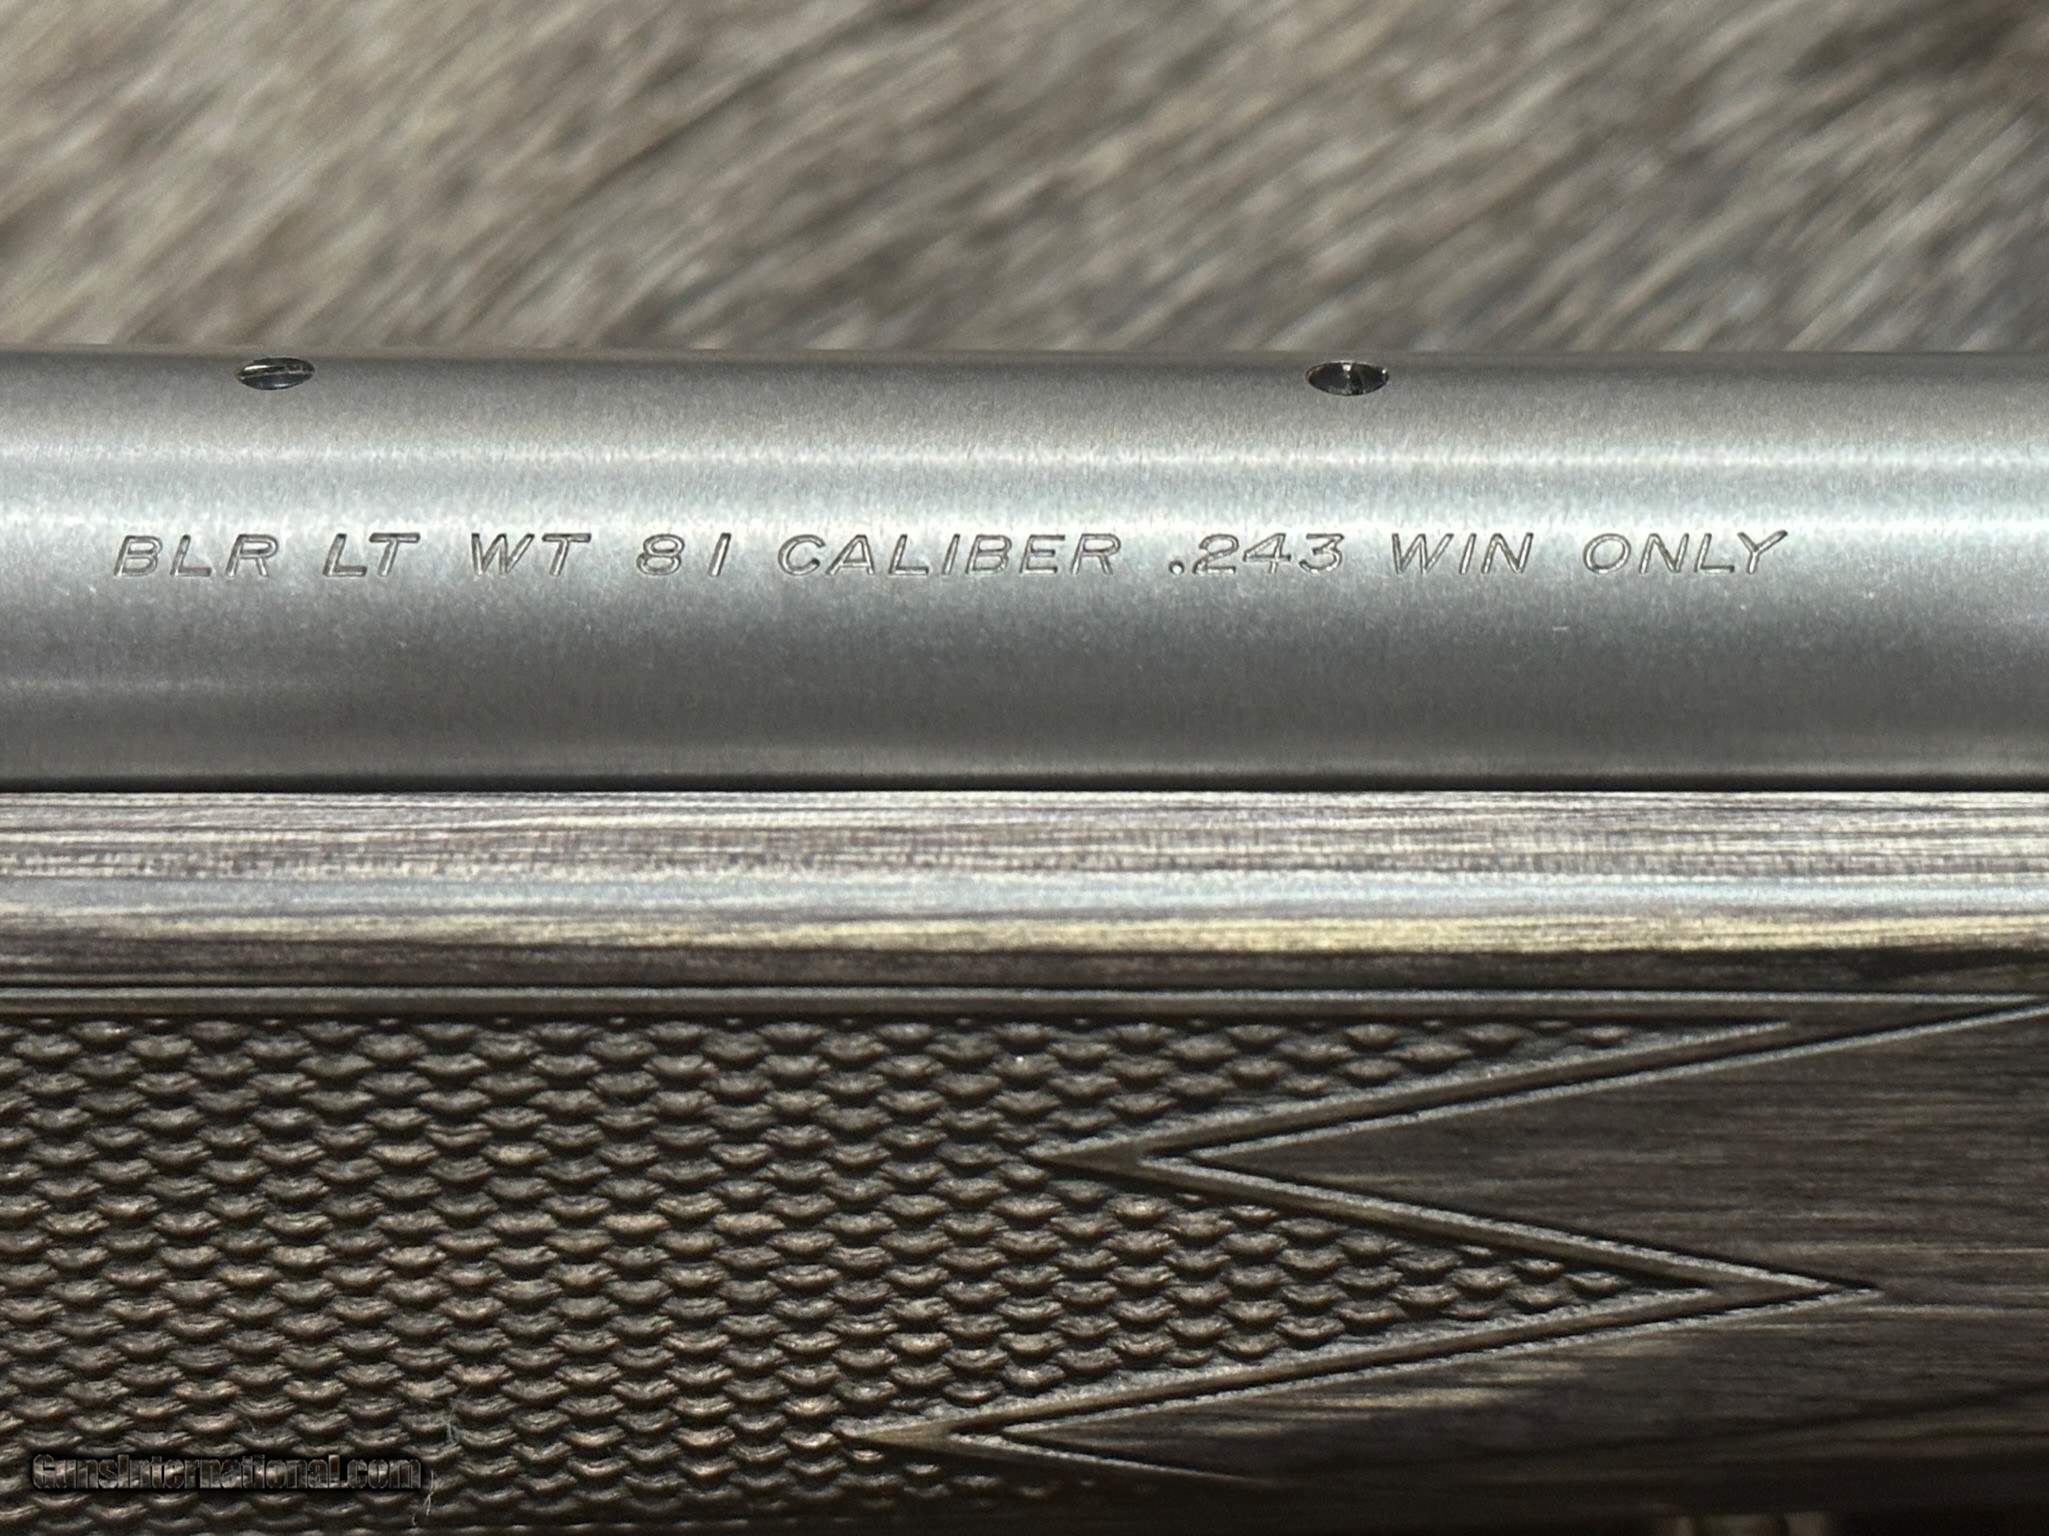 BLR LT WT 81 CALIBER .243 WIN ONLY
GunsInternational.com